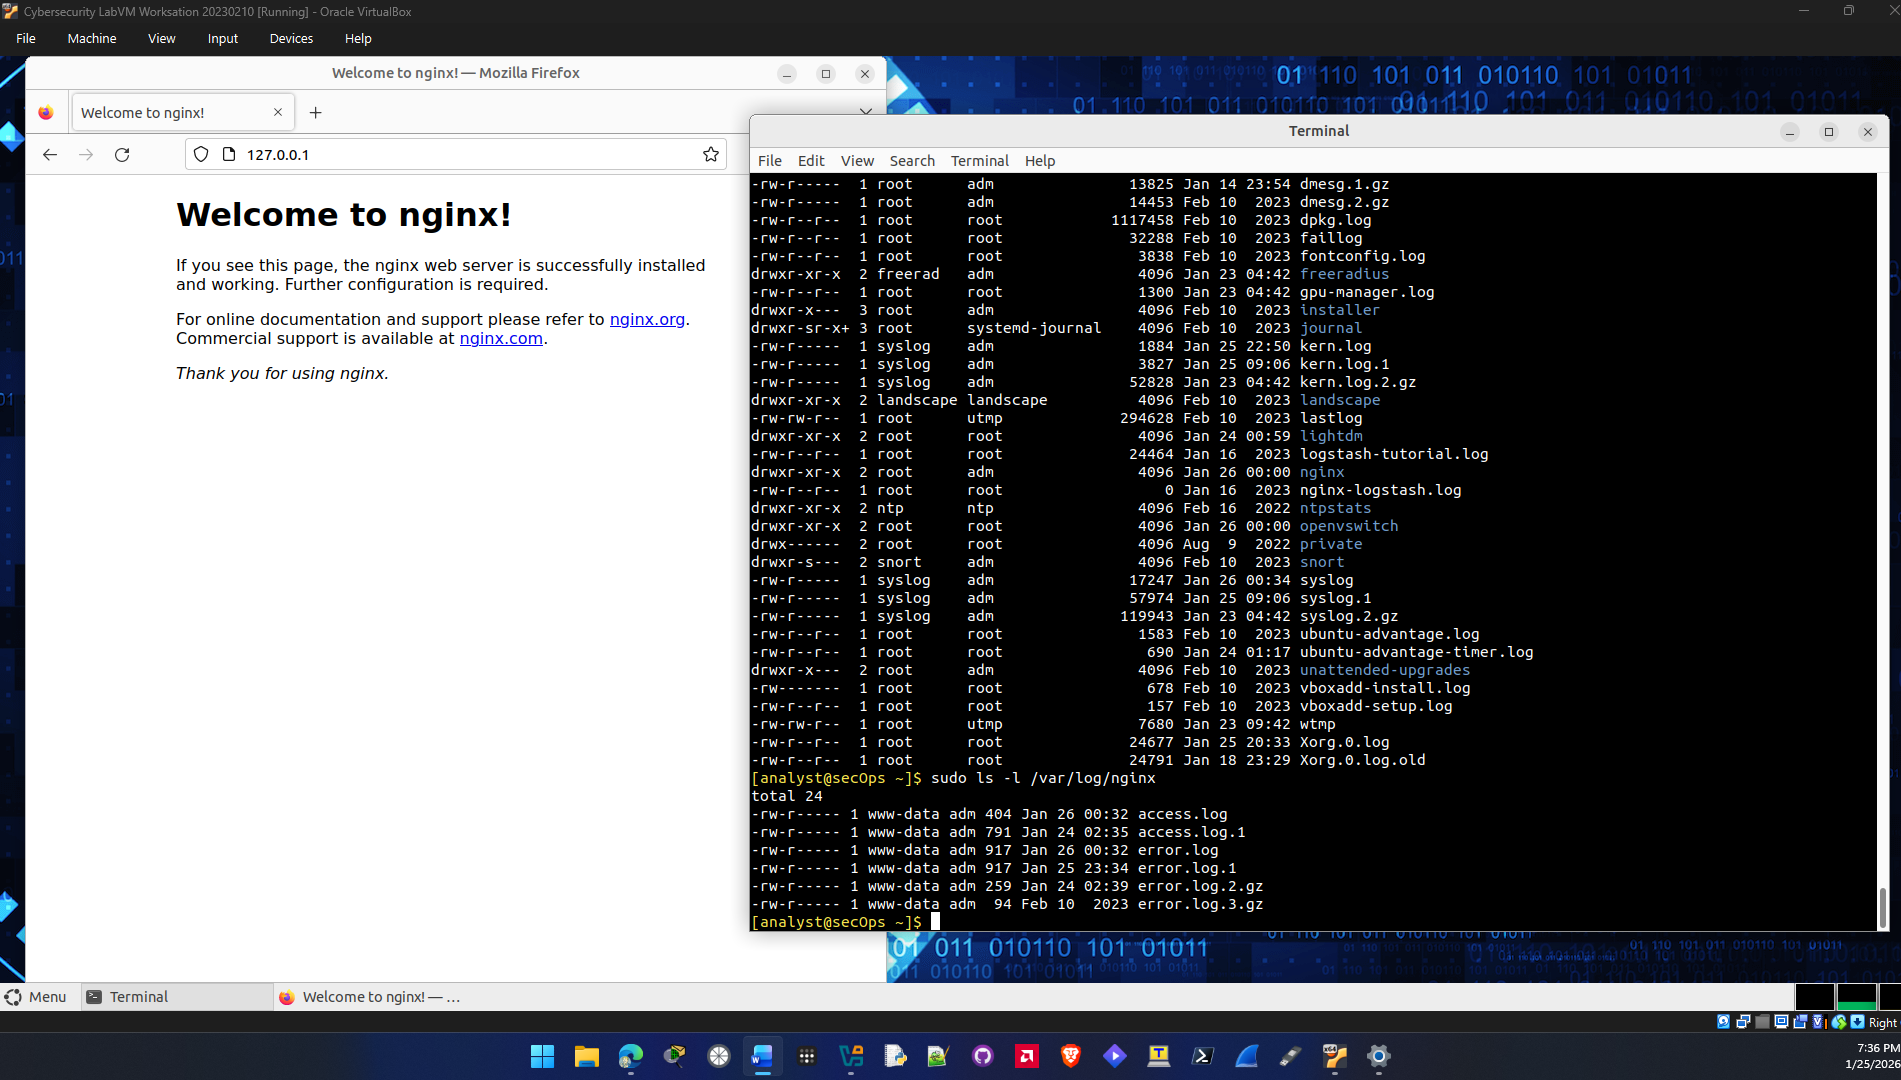 Cybersecurity LabVM Worksation 20230210 [Running] - Oracle VirtualBox
File Machine View Input Devices Help
Welcome to nginx! — Mozilla Firefox
Welcome to nginx!
127.0.0.1
Welcome to nginx!
If you see this page, the nginx web server is successfully installed
and working. Further configuration is required.
For online documentation and support please refer to nginx.org.
Commercial support is available at nginx.com.
Thank you for using nginx.
01 110 101 011 010110 101 01011
Terminal
File Edit View Search Terminal Help
-rw-r----- 1 root adm 13825 Jan 14 23:54 dmesg.1.gz
-rw-r----- 1 root adm 14453 Feb 10 2023 dmesg.2.gz
-rw-r--r-- 1 root root 1117458 Feb 10 2023 dpkg.log
-rw-r--r-- 1 root root 32288 Feb 10 2023 faillog
-rw-r--r-- 1 root root 3838 Feb 10 2023 fontconfig.log
drwxr-xr-x 2 freerad adm 4096 Jan 23 04:42 freeradius
-rw-r--r-- 1 root root 1300 Jan 23 04:42 gpu-manager.log
drwxr-x--- 3 root adm 4096 Feb 10 2023 installer
drwxr-sr-x+ 3 root systemd-journal 4096 Feb 10 2023 journal
-rw-r----- 1 syslog adm 1884 Jan 25 22:50 kern.log
-rw-r----- 1 syslog adm 3827 Jan 25 09:06 kern.log.1
-rw-r----- 1 syslog adm 52828 Jan 23 04:42 kern.log.2.gz
drwxr-xr-x 2 landscape landscape 4096 Feb 10 2023 landscape
-rw-rw-r-- 1 root utmp 294628 Feb 10 2023 lastlog
drwxr-xr-x 2 root root 4096 Jan 24 00:59 lightdm
-rw-r--r-- 1 root root 24464 Jan 16 2023 logstash-tutorial.log
drwxr-xr-x 2 root adm 4096 Jan 26 00:00 nginx
-rw-r--r-- 1 root root 0 Jan 16 2023 nginx-logstash.log
drwxr-xr-x 2 ntp ntp 4096 Feb 16 2022 ntpstats
drwxr-xr-x 2 root root 4096 Jan 26 00:00 openvswitch
drwx------ 2 root root 4096 Aug 9 2022 private
drwxr-s--- 2 snort adm 4096 Feb 10 2023 snort
-rw-r----- 1 syslog adm 17247 Jan 26 00:34 syslog
-rw-r----- 1 syslog adm 57974 Jan 25 09:06 syslog.1
-rw-r----- 1 syslog adm 119943 Jan 23 04:42 syslog.2.gz
-rw-r--r-- 1 root root 1583 Feb 10 2023 ubuntu-advantage.log
-rw-r--r-- 1 root root 690 Jan 24 01:17 ubuntu-advantage-timer.log
drwxr-x--- 2 root adm 4096 Feb 10 2023 unattended-upgrades
-rw------- 1 root root 678 Feb 10 2023 vboxadd-install.log
-rw-r--r-- 1 root root 157 Feb 10 2023 vboxadd-setup.log
-rw-rw-r-- 1 root utmp 7680 Jan 23 09:42 wtmp
-rw-r--r-- 1 root root 24677 Jan 25 20:33 Xorg.0.log
-rw-r--r-- 1 root root 24791 Jan 18 23:29 Xorg.0.log.old
[analyst@secOps ~]$ sudo ls -l /var/log/nginx
total 24
-rw-r----- 1 www-data adm 404 Jan 26 00:32 access.log
-rw-r----- 1 www-data adm 791 Jan 24 02:35 access.log.1
-rw-r----- 1 www-data adm 917 Jan 26 00:32 error.log
-rw-r----- 1 www-data adm 917 Jan 25 23:34 error.log.1
-rw-r----- 1 www-data adm 259 Jan 24 02:39 error.log.2.gz
-rw-r----- 1 www-data adm 94 Feb 10 2023 error.log.3.gz
[analyst@secOps ~]$
01 011 010110 101 01011
Menu Terminal Welcome to nginx! — ...
Right
7:36 PM
1/25/2026